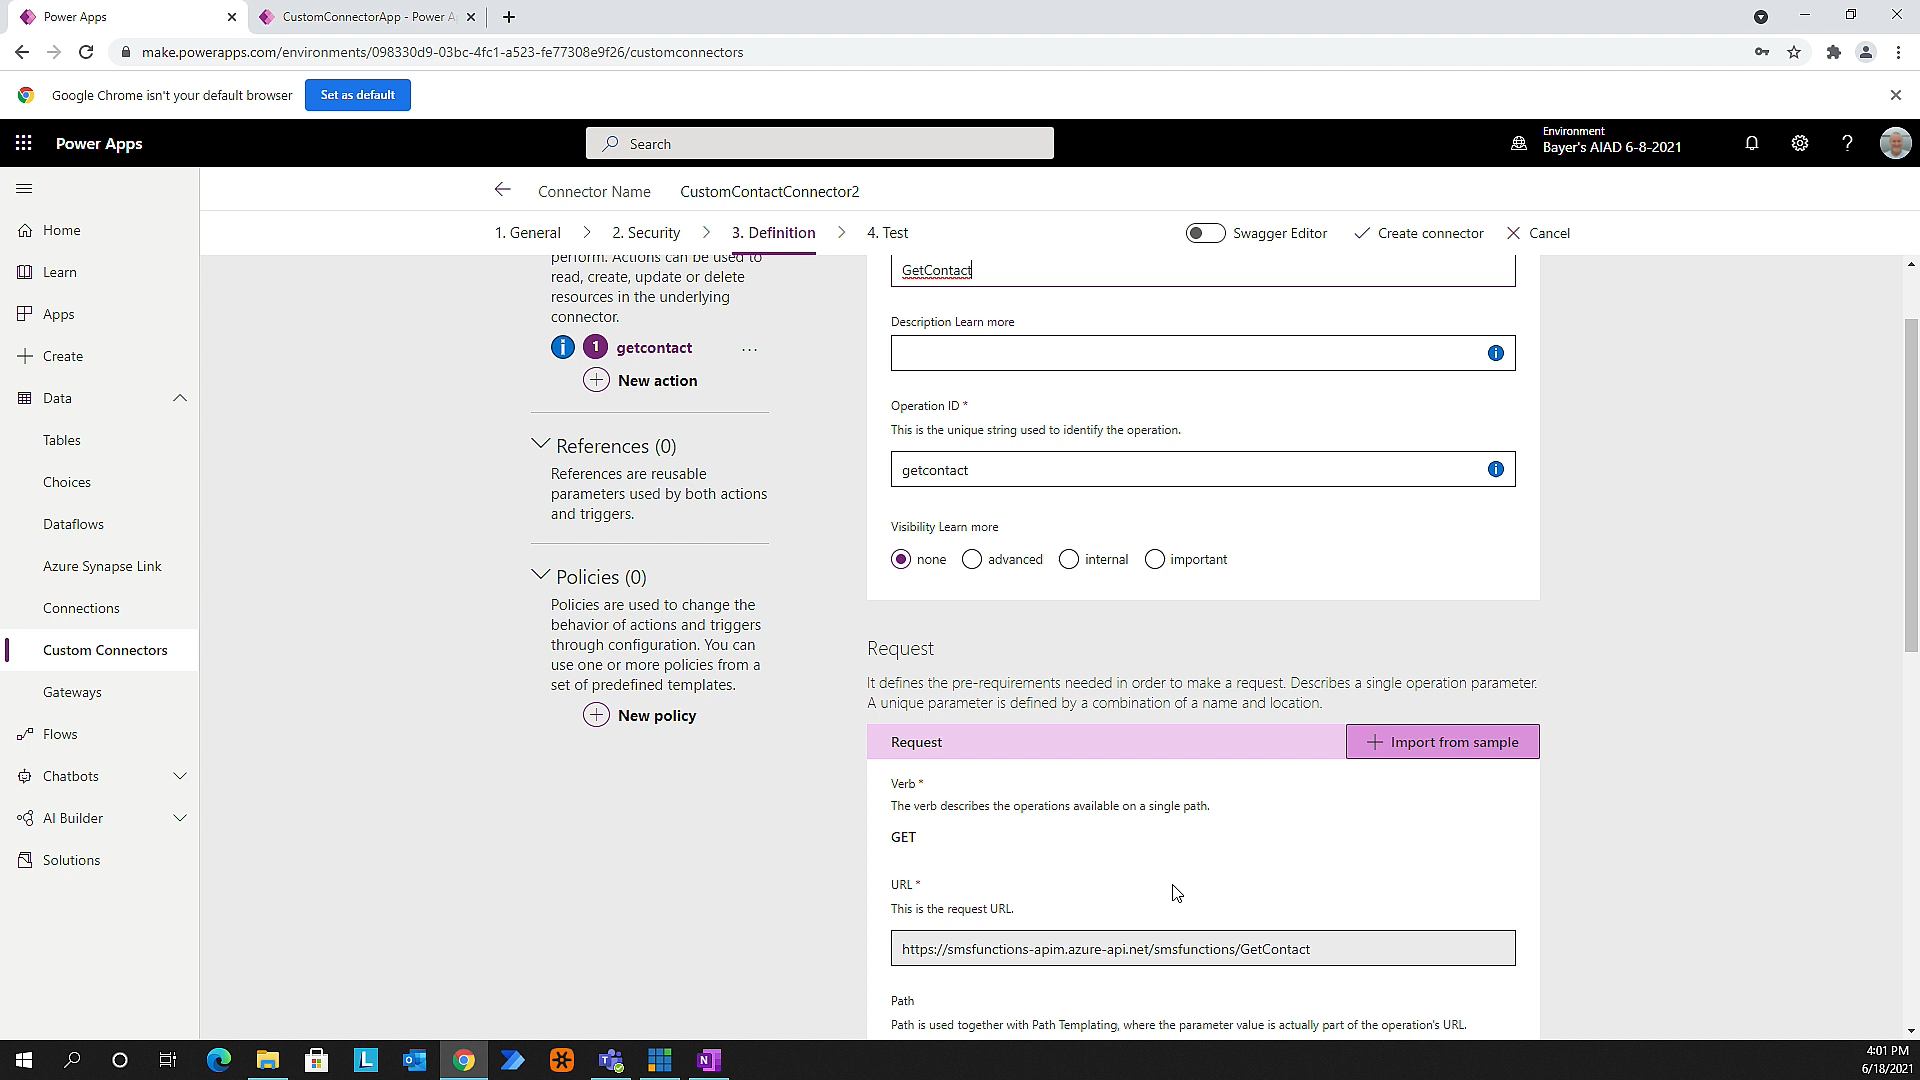 Power Apps
CustomConnectorApp - Power A
make.powerapps.com/environments/098330d9-03bc-4fc1-a523-fe77308e9f26/customconnectors
Google Chrome isn't your default browser
Set as default
Power Apps
Search
Environment
Bayer's AIAD 6-8-2021
Connector Name
CustomContactConnector2
1. General
2. Security
3. Definition
4. Test
Swagger Editor
Create connector
Cancel
Home
Learn
Apps
Create
Data
Tables
Choices
Dataflows
Azure Synapse Link
Connections
Custom Connectors
Gateways
Flows
Chatbots
AI Builder
Solutions
perform. Actions can be used to
read, create, update or delete
resources in the underlying
connector.
1
getcontact
...
New action
References (0)
References are reusable
parameters used by both actions
and triggers.
Policies (0)
Policies are used to change the
behavior of actions and triggers
through configuration. You can
use one or more policies from a
set of predefined templates.
New policy
GetContact
Description Learn more
Operation ID *
This is the unique string used to identify the operation.
getcontact
Visibility Learn more
none
advanced
internal
important
Request
It defines the pre-requirements needed in order to make a request. Describes a single operation parameter.
A unique parameter is defined by a combination of a name and location.
Request
Import from sample
Verb *
The verb describes the operations available on a single path.
GET
URL *
This is the request URL.
https://smsfunctions-apim.azure-api.net/smsfunctions/GetContact
Path
Path is used together with Path Templating, where the parameter value is actually part of the operation's URL.
4:01 PM
6/18/2021